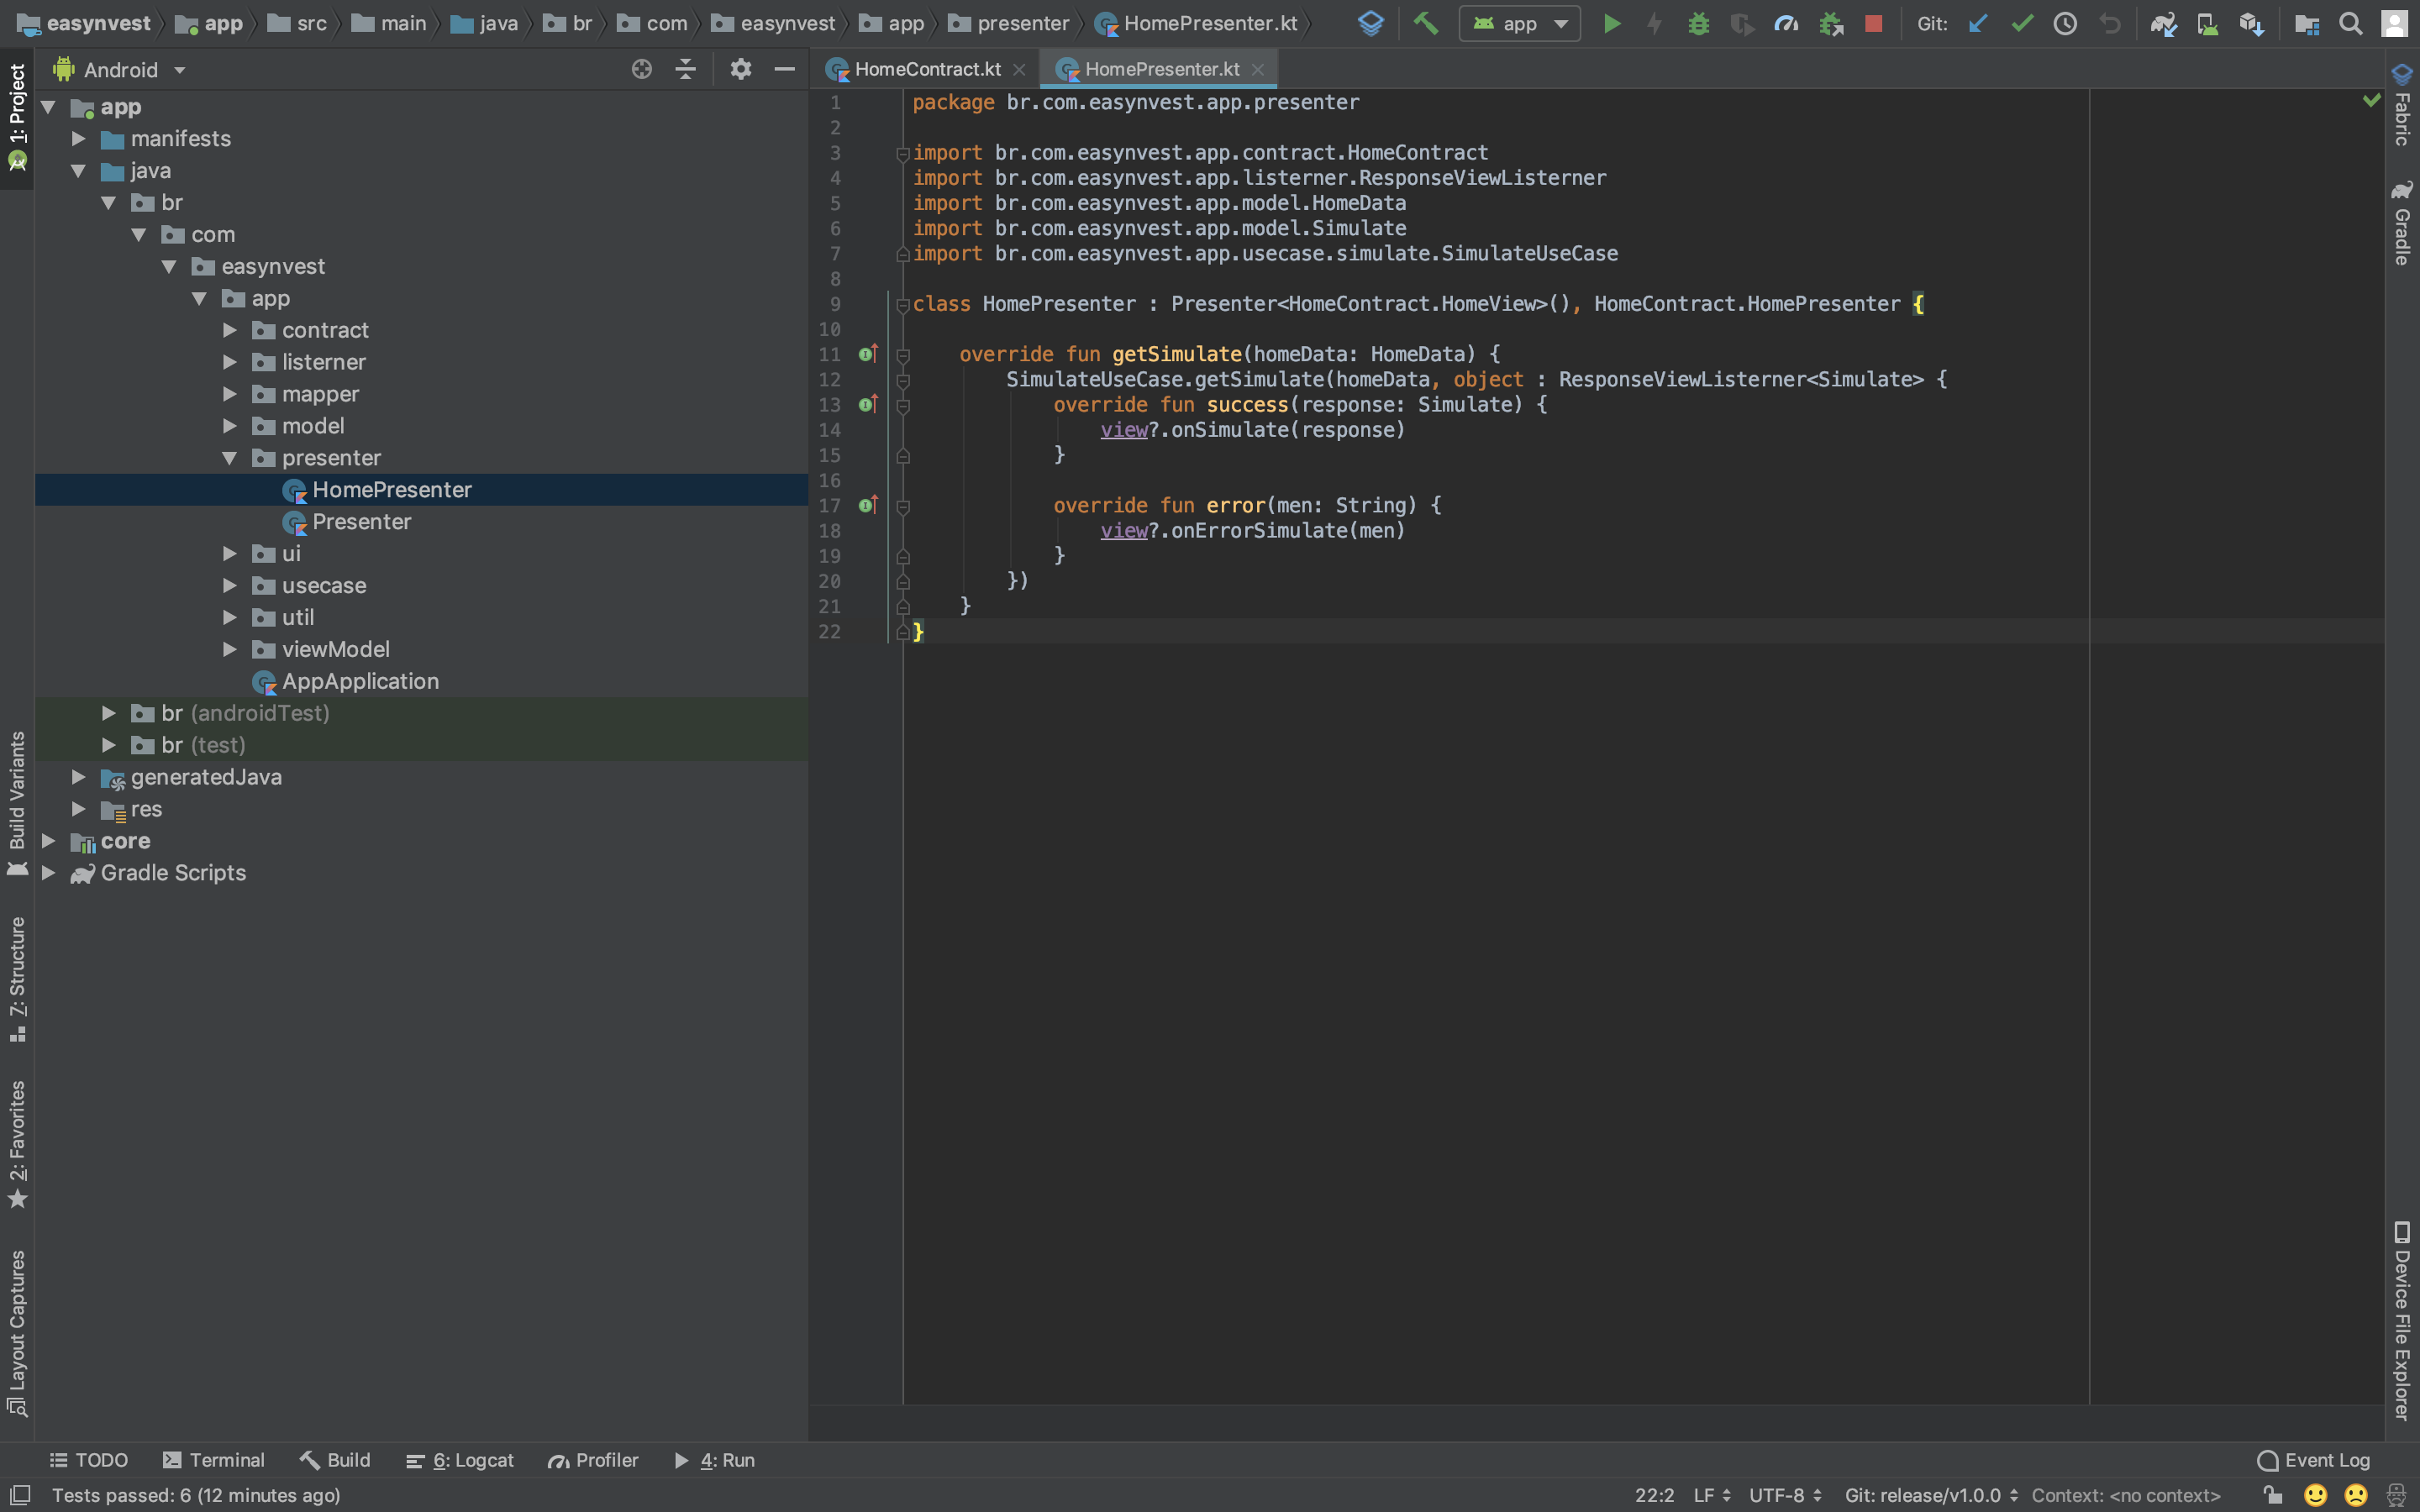 easynvest app src main java br com easynvest app presenter HomePresenter.kt app Git:
1: Project
Build Variants
7: Structure
2: Favorites
Layout Captures
Android
app
manifests
java
br
com
easynvest
app
contract
listerner
mapper
model
presenter
HomePresenter
Presenter
ui
usecase
util
viewModel
AppApplication
br (androidTest)
br (test)
generatedJava
res
core
Gradle Scripts
HomeContract.kt HomePresenter.kt
1 package br.com.easynvest.app.presenter
2
3 import br.com.easynvest.app.contract.HomeContract
4 import br.com.easynvest.app.listerner.ResponseViewListerner
5 import br.com.easynvest.app.model.HomeData
6 import br.com.easynvest.app.model.Simulate
7 import br.com.easynvest.app.usecase.simulate.SimulateUseCase
8
9 class HomePresenter : Presenter<HomeContract.HomeView>(), HomeContract.HomePresenter {
10
11     override fun getSimulate(homeData: HomeData) {
12         SimulateUseCase.getSimulate(homeData, object : ResponseViewListerner<Simulate> {
13             override fun success(response: Simulate) {
14                 view?.onSimulate(response)
15             }
16
17             override fun error(men: String) {
18                 view?.onErrorSimulate(men)
19             }
20         })
21     }
22 }
Fabric
Gradle
Device File Explorer
TODO Terminal Build 6: Logcat Profiler 4: Run Event Log
Tests passed: 6 (12 minutes ago) 22:2 LF UTF-8 Git: release/v1.0.0 Context: <no context>